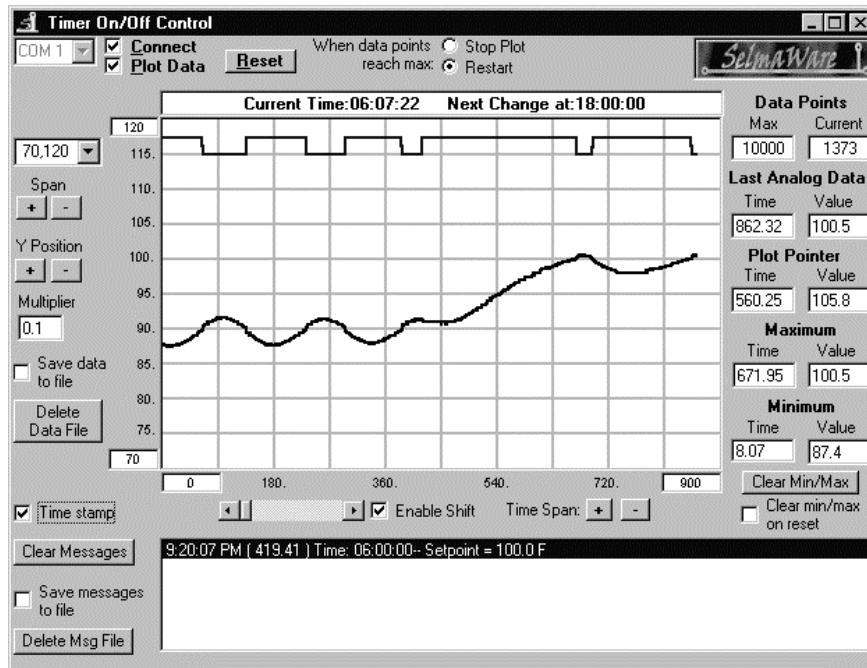 Timer On/Off Control
COM 1
Connect
Plot Data
Reset
When data points
reach max:
Stop Plot
Restart
SelmaWare
Current Time:06:07:22 Next Change at:18:00:00
70,120
Span
+ -
Y Position
+ -
Multiplier
0.1
Save data
to file
Delete
Data File
120
115.
110.
105.
100.
95.
90.
85.
80.
75.
70
0 180. 360. 540. 720. 900
Data Points
Max Current
10000 1373
Last Analog Data
Time Value
862.32 100.5
Plot Pointer
Time Value
560.25 105.8
Maximum
Time Value
671.95 100.5
Minimum
Time Value
8.07 87.4
Clear Min/Max
Clear min/max
on reset
Time stamp
Enable Shift
Time Span: + -
Clear Messages
Save messages
to file
Delete Msg File
9:20:07 PM ( 419.41 ) Time: 06:00:00-- Setpoint = 100.0 F